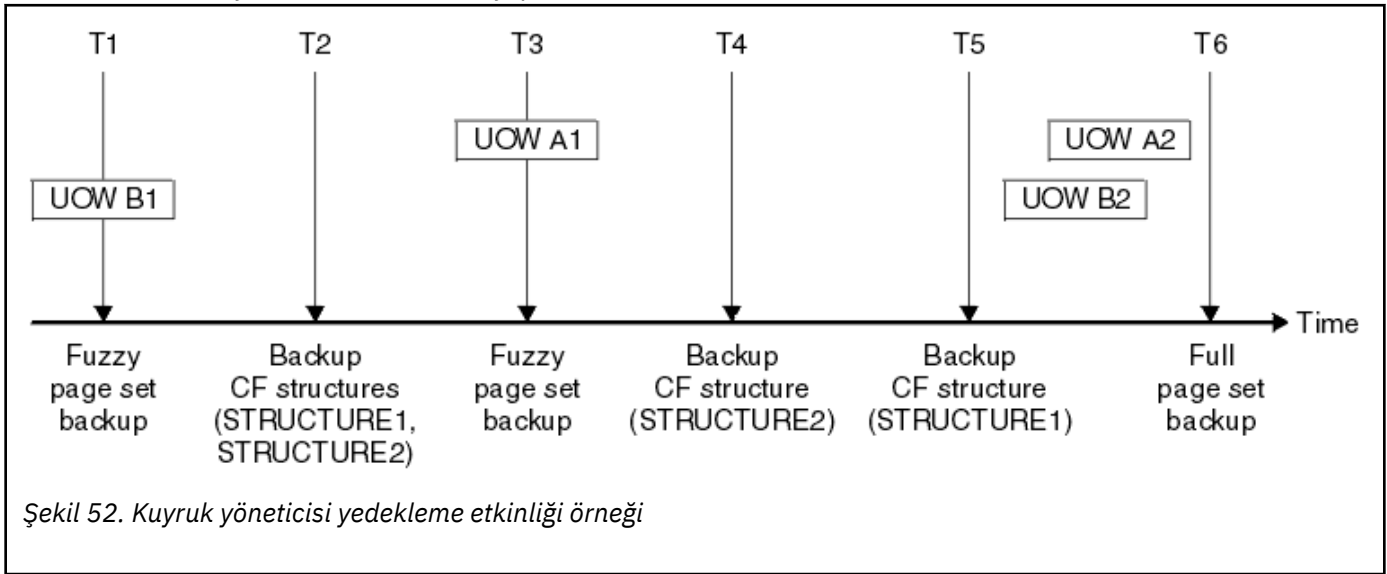 T1 T2 T3 T4 T5 T6
UOW A1
UOW A2
UOW B1
UOW B2
Time
Fuzzy
page set
backup
Backup
CF structures
(STRUCTURE1,
STRUCTURE2)
Fuzzy
page set
backup
Backup
CF structure
(STRUCTURE2)
Backup
CF structure
(STRUCTURE1)
Full
page set
backup
Şekil 52. Kuyruk yöneticisi yedekleme etkinliği örneği